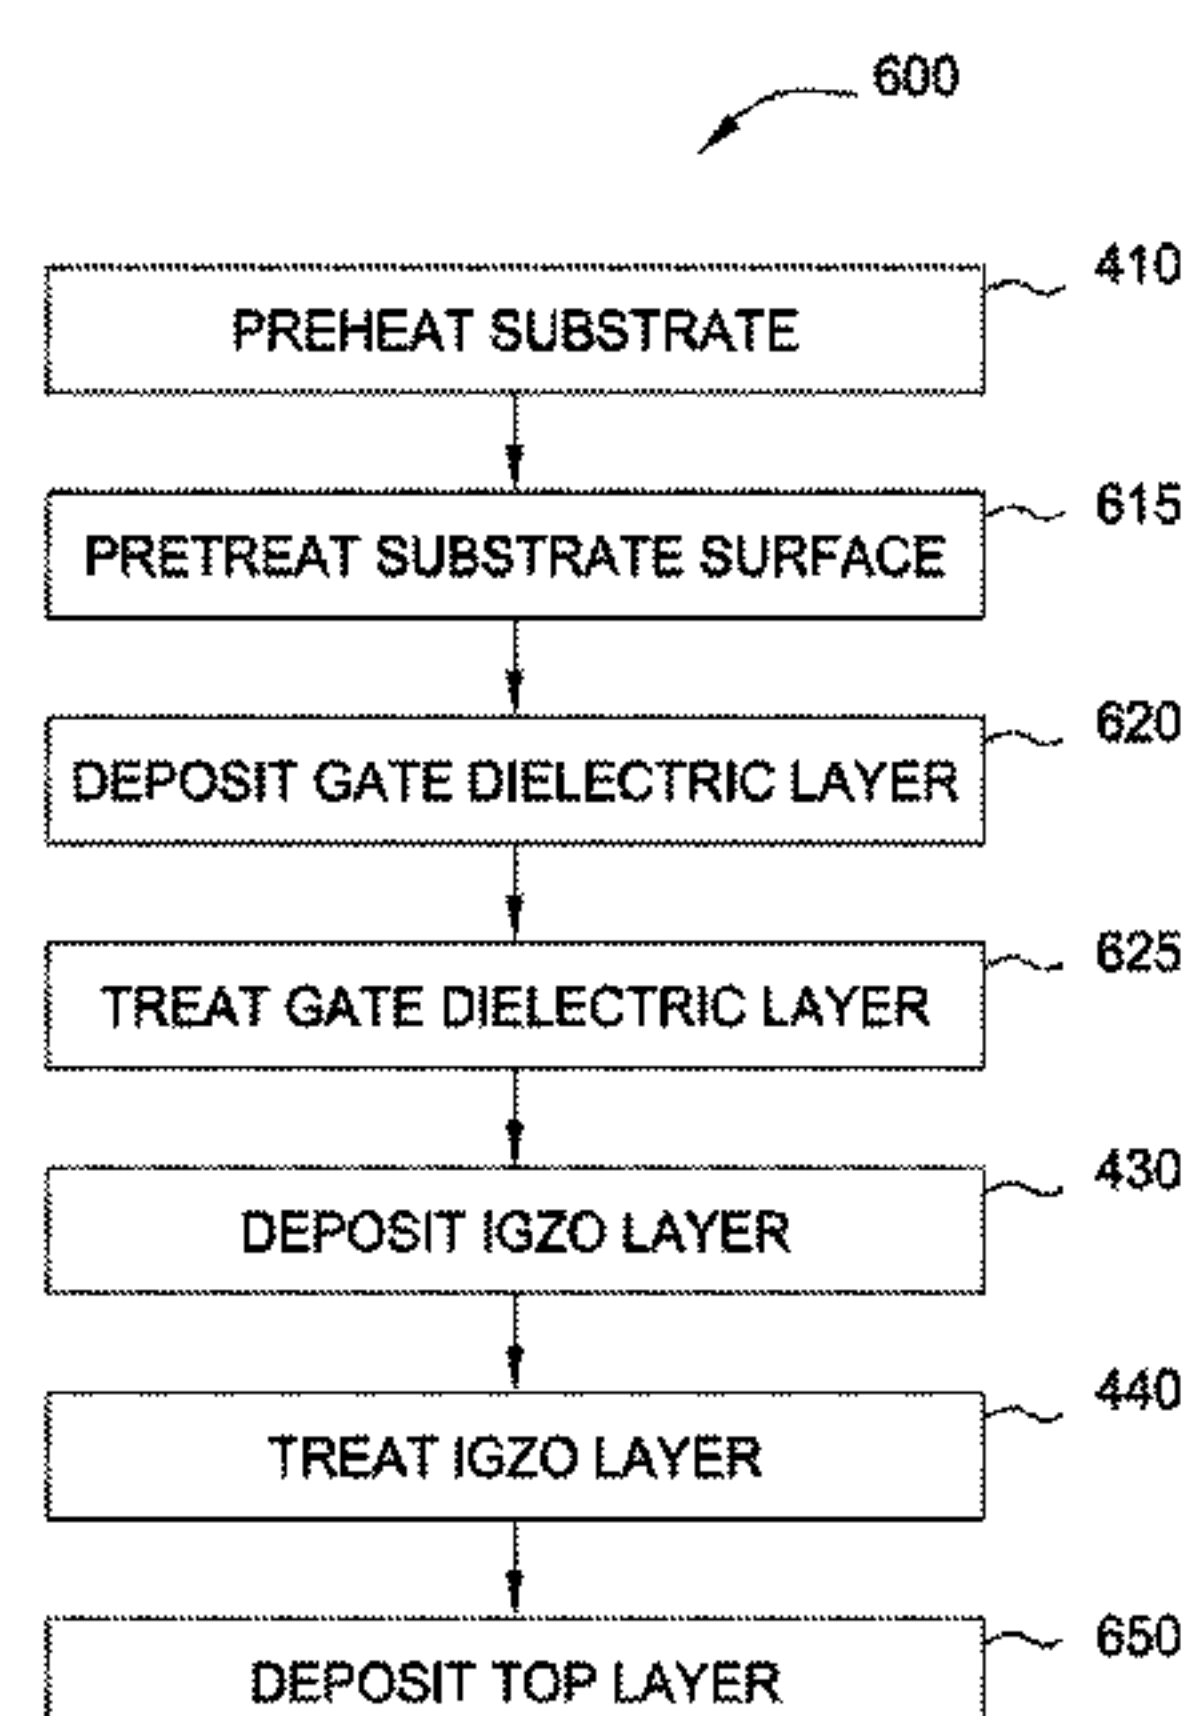 600
410
PREHEAT SUBSTRATE
615
PRETREAT SUBSTRATE SURFACE
620
DEPOSIT GATE DIELECTRIC LAYER
625
TREAT GATE DIELECTRIC LAYER
430
DEPOSIT IGZO LAYER
440
TREAT IGZO LAYER
650
DEPOSIT TOP LAYER